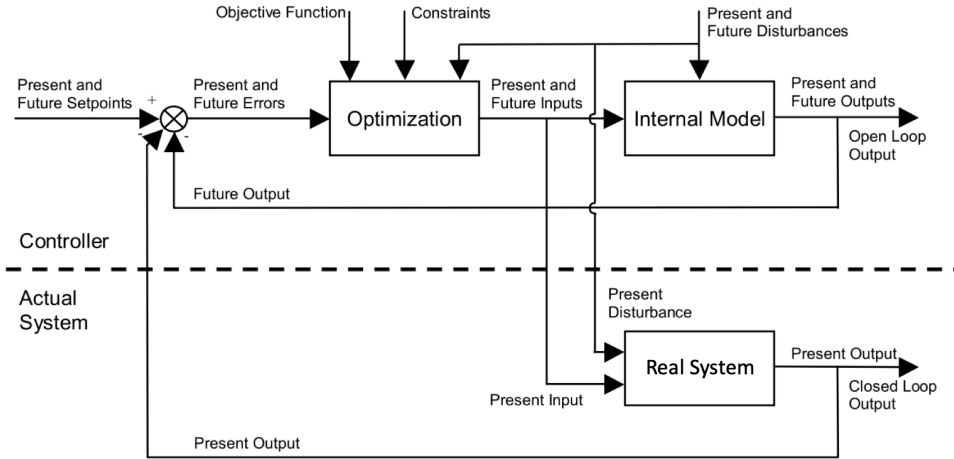 Objective Function
Constraints
Present and
Future Disturbances
Present and
Future Setpoints
+
-
-
Present and
Future Errors
Optimization
Present and
Future Inputs
Internal Model
Present and
Future Outputs
Open Loop
Output
Future Output
Controller
Actual
System
Present
Disturbance
Real System
Present Output
Closed Loop
Output
Present Input
Present Output